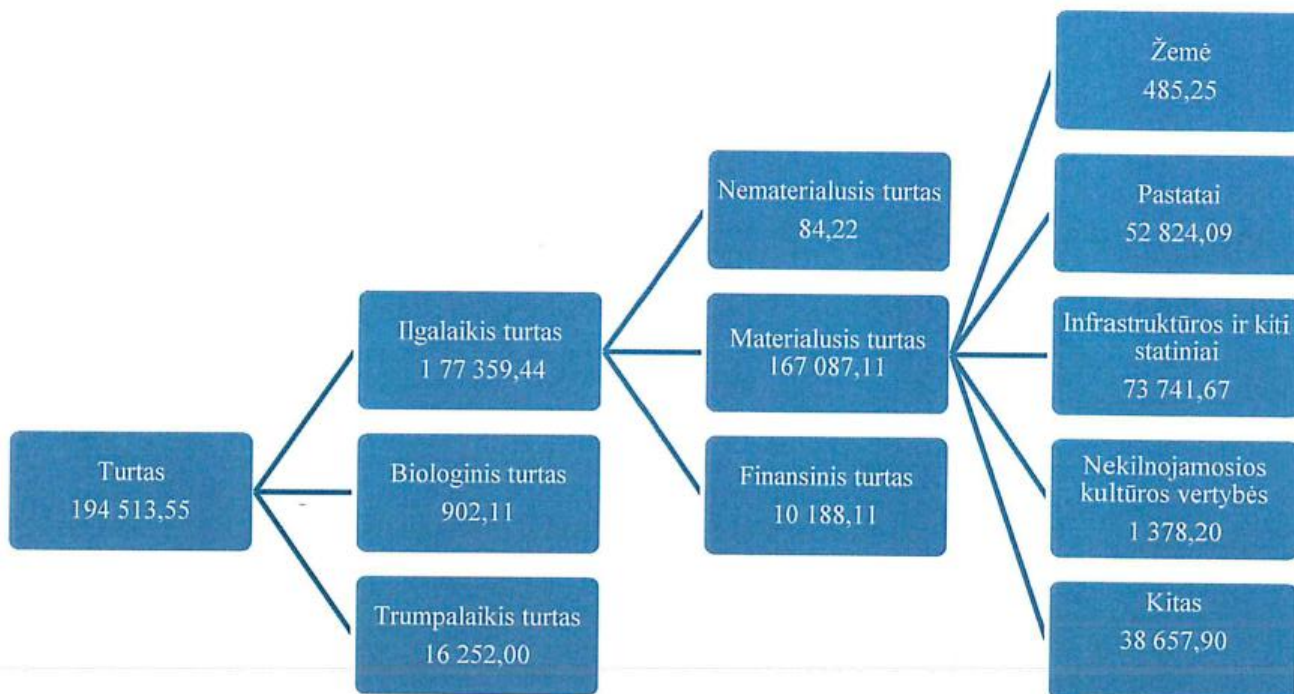 Turtas
194 513,55
Ilgalaikis turtas
1 77 359,44
Biologinis turtas
902,11
Trumpalaikis turtas
16 252,00
Nematerialusis turtas
84,22
Materialusis turtas
167 087,11
Finansinis turtas
10 188,11
Žemė
485,25
Pastatai
52 824,09
Infrastruktūros ir kiti
statiniai
73 741,67
Nekilnojamosios
kultūros vertybės
1 378,20
Kitas
38 657,90